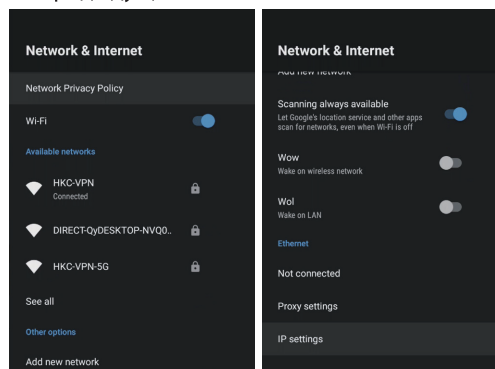 Network & Internet
Network Privacy Policy
Wi-Fi
Available networks
HKC-VPN
Connected
DIRECT-QyDESKTOP-NVQ0..
HKC-VPN-5G
See all
Other options
Add new network
Network & Internet
Add new network
Scanning always available
Let Google's location service and other apps
scan for networks, even when Wi-Fi is off
Wow
Wake on wireless network
Wol
Wake on LAN
Ethernet
Not connected
Proxy settings
IP settings